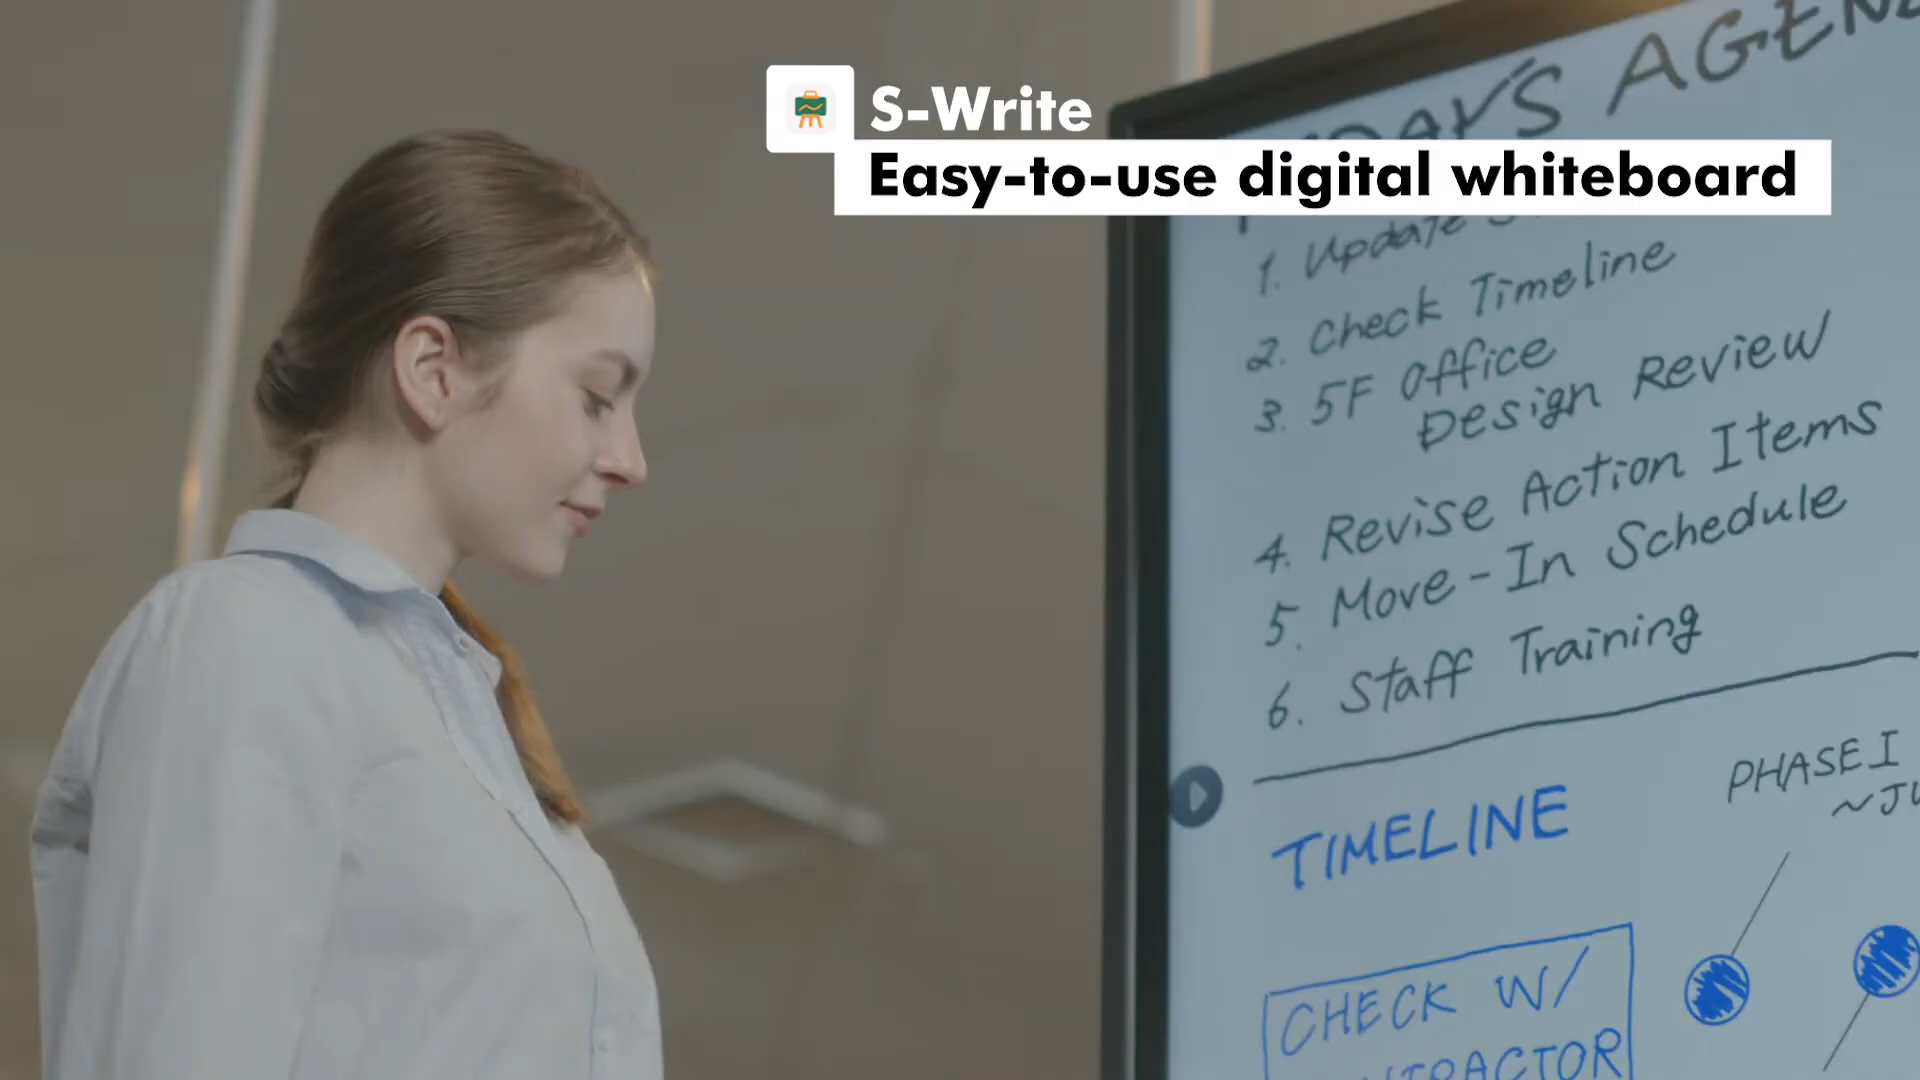 S-Write
Easy-to-use digital whiteboard
1. Update
2. Check Timeline
3. 5F Office
Design Review
4. Revise Action Items
5. Move-In Schedule
6. Staff Training
PHASE I
TIMELINE
CHECK W/